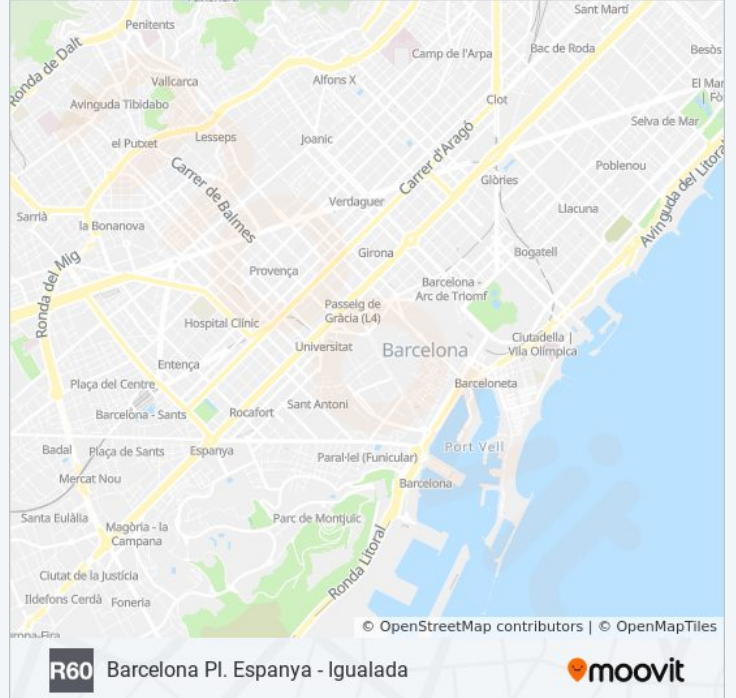 Sant Martí
Penitents
Ronda de Dalt
Camp de l'Arpa
Bac de Roda
Besòs
Vallcarca
Alfons X
El Mar
| Fò
Avinguda Tibidabo
Clot
Selva de Mar
el Putxet
Lesseps
Joanic
Carrer d'Aragó
Poblenou
Carrer de Balmes
Glòries
Avinguda del Litoral
Verdaguer
Llacuna
Sarrià
la Bonanova
Girona
Bogatell
Ronda del Mig
Provença
Barcelona -
Arc de Triomf
Passeig de
Gràcia (L4)
Hospital Clínic
Universitat
Barcelona
Ciutadella |
Vila Olímpica
Entença
Plaça del Centre
Barceloneta
Barcelona - Sants
Rocafort
Sant Antoni
Badal
Plaça de Sants
Espanya
Paral·lel (Funicular)
Port Vell
Mercat Nou
Barcelona
Santa Eulàlia
Magòria - la
Campana
Parc de Montjuïc
Ronda Litoral
Ciutat de la Justícia
Ildefons Cerdà
Foneria
© OpenStreetMap contributors | © OpenMapTiles
R60 Barcelona Pl. Espanya - Igualada
moovit